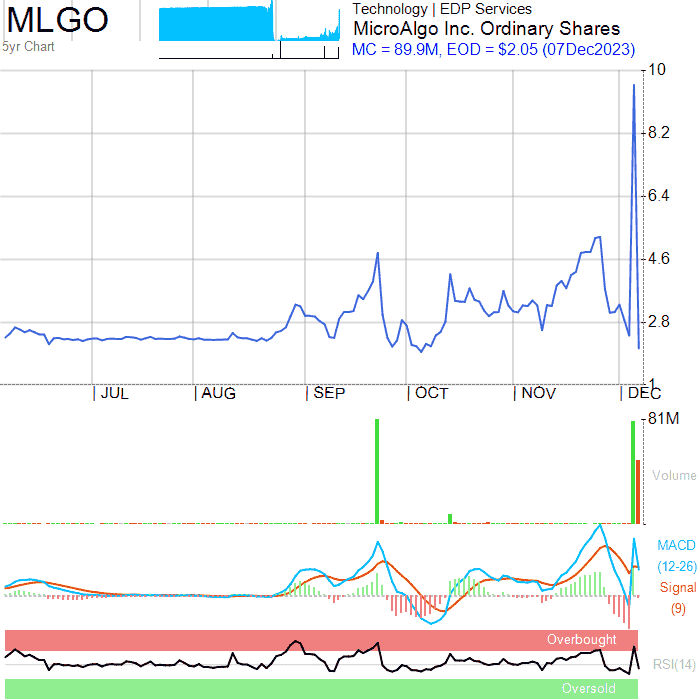 MLGO
Technology | EDP Services
MicroAlgo Inc. Ordinary Shares
5yr Chart
MC = 89.9M, EOD = $2.05 (07Dec2023)
10
8.2
6.4
4.6
2.8
1
JUL AUG SEP OCT NOV DEC
81M
Volume
MACD
(12-26)
Signal
(9)
Overbought
RSI(14)
Oversold